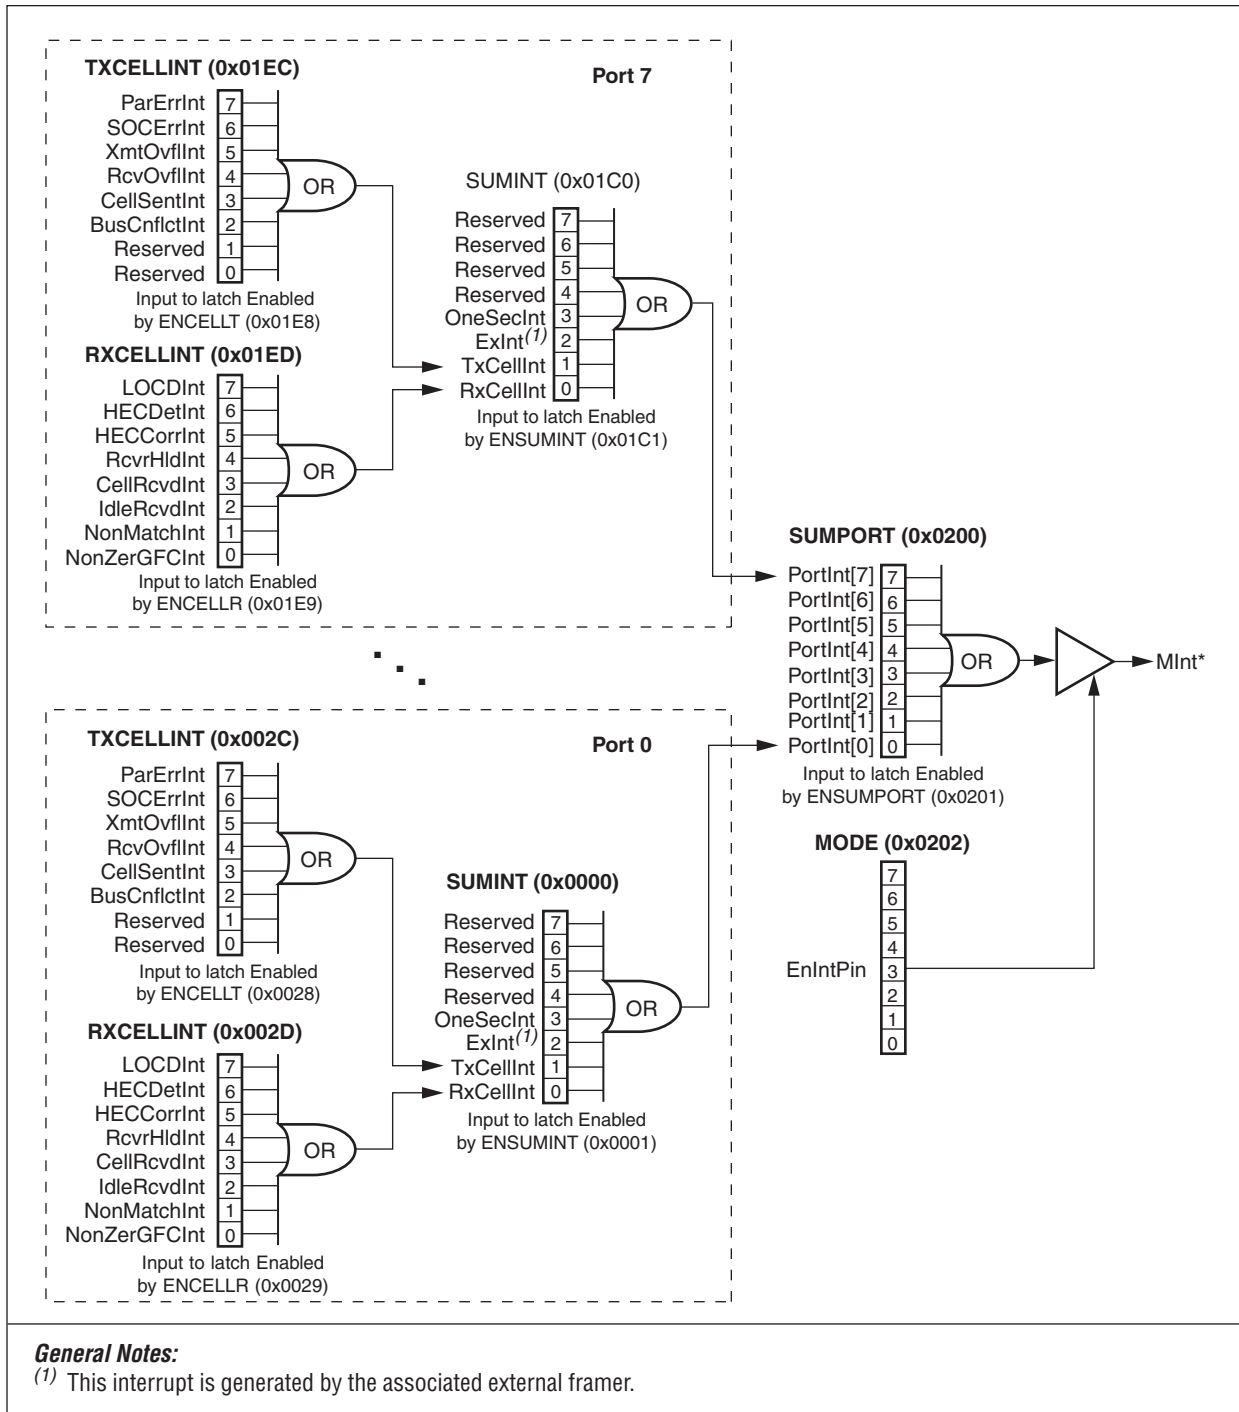 TXCELLINT (0x01EC)
Port 7
ParErrInt 7
SOCErrInt 6
XmtOvflInt 5
RcvOvflInt 4
CellSentInt 3
BusCnflctInt 2
Reserved 1
Reserved 0
OR
Input to latch Enabled
by ENCELLT (0x01E8)
RXCELLINT (0x01ED)
LOCDInt 7
HECDetInt 6
HECCorrInt 5
RcvrHldInt 4
CellRcvdInt 3
IdleRcvdInt 2
NonMatchInt 1
NonZerGFCInt 0
OR
Input to latch Enabled
by ENCELLR (0x01E9)
SUMINT (0x01C0)
Reserved 7
Reserved 6
Reserved 5
Reserved 4
OneSecInt 3
ExInt(1) 2
TxCellInt 1
RxCellInt 0
OR
Input to latch Enabled
by ENSUMINT (0x01C1)
SUMPORT (0x0200)
PortInt[7] 7
PortInt[6] 6
PortInt[5] 5
PortInt[4] 4
PortInt[3] 3
PortInt[2] 2
PortInt[1] 1
PortInt[0] 0
OR
MInt*
Input to latch Enabled
by ENSUMPORT (0x0201)
MODE (0x0202)
7
6
5
4
EnIntPin 3
2
1
0
TXCELLINT (0x002C)
Port 0
ParErrInt 7
SOCErrInt 6
XmtOvflInt 5
RcvOvflInt 4
CellSentInt 3
BusCnflctInt 2
Reserved 1
Reserved 0
OR
Input to latch Enabled
by ENCELLT (0x0028)
RXCELLINT (0x002D)
LOCDInt 7
HECDetInt 6
HECCorrInt 5
RcvrHldInt 4
CellRcvdInt 3
IdleRcvdInt 2
NonMatchInt 1
NonZerGFCInt 0
OR
Input to latch Enabled
by ENCELLR (0x0029)
SUMINT (0x0000)
Reserved 7
Reserved 6
Reserved 5
Reserved 4
OneSecInt 3
ExInt(1) 2
TxCellInt 1
RxCellInt 0
OR
Input to latch Enabled
by ENSUMINT (0x0001)
General Notes:
(1) This interrupt is generated by the associated external framer.